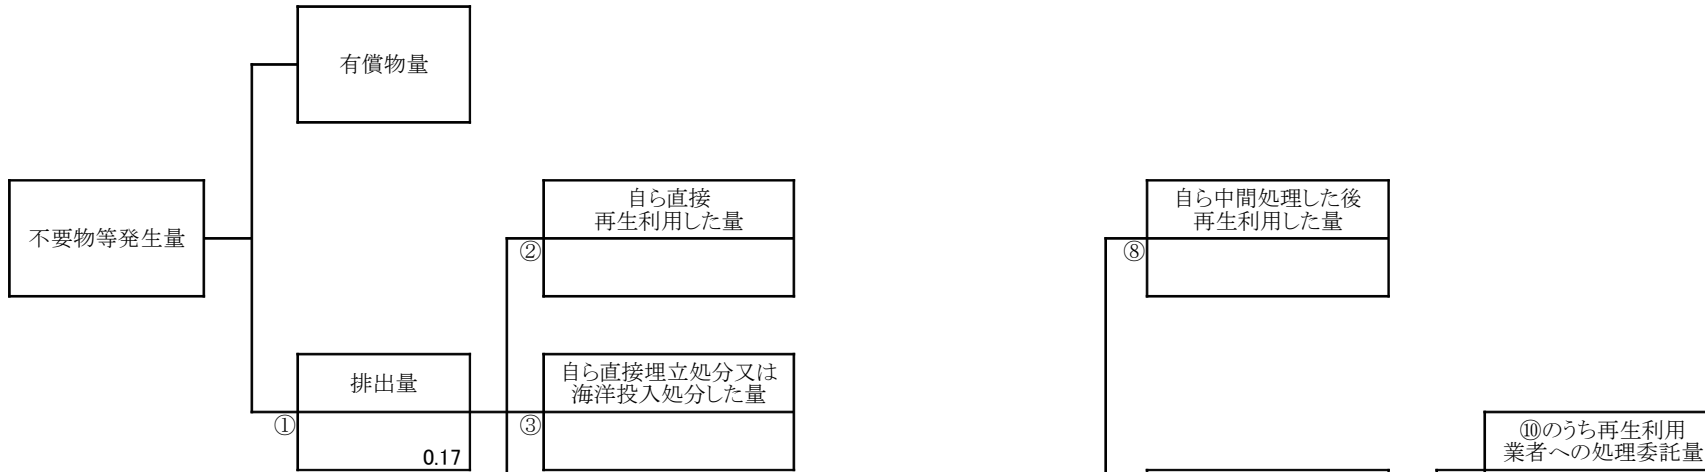 有償物量
自ら直接
再生利用した量
自ら中間処理した後
再生利用した量
不要物等発生量
②
⑧
排出量
自ら直接埋立処分又は
海洋投入処分した量
①
③
⑩のうち再生利用
業者への処理委託量
0.17